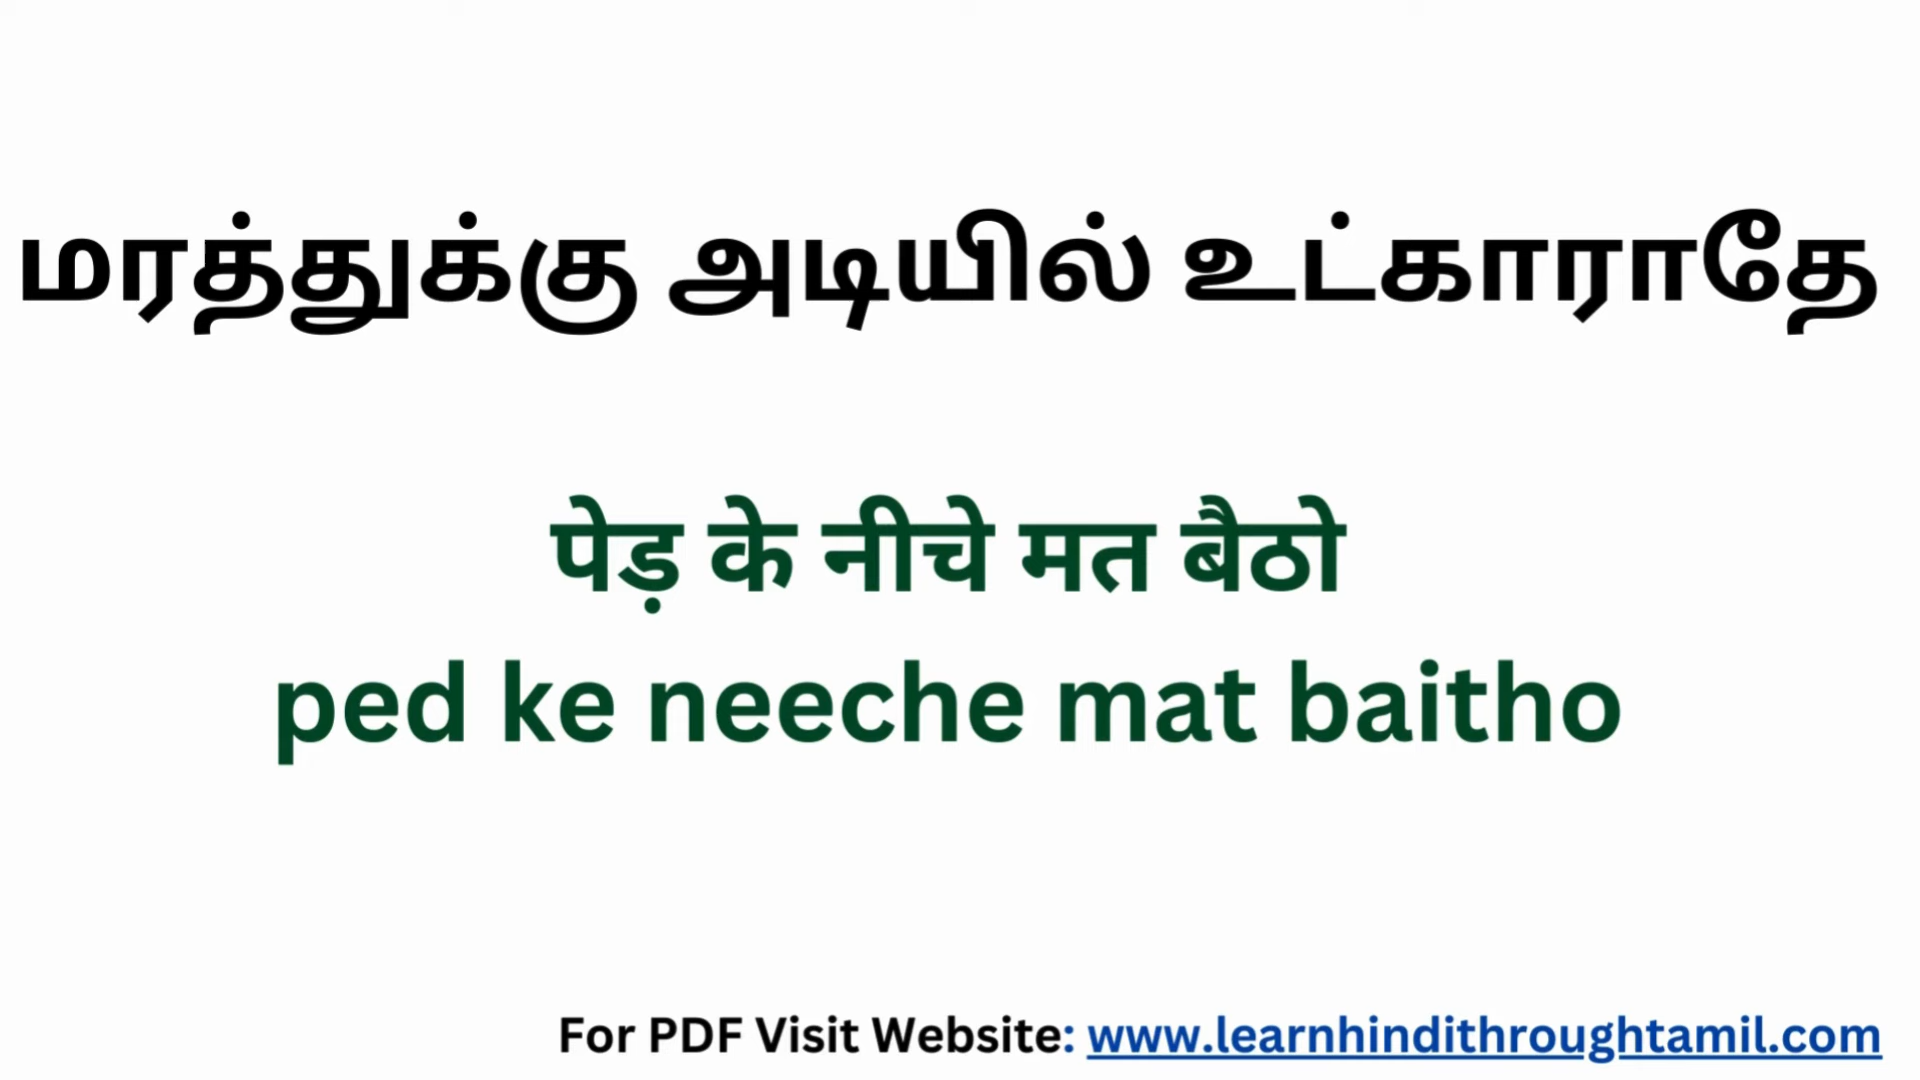 மரத்துக்கு அடியில் உட்காராதே
पेड़ के नीचे मत बैठो
ped ke neeche mat baitho
For PDF Visit Website: www.learnhindithroughtamil.com